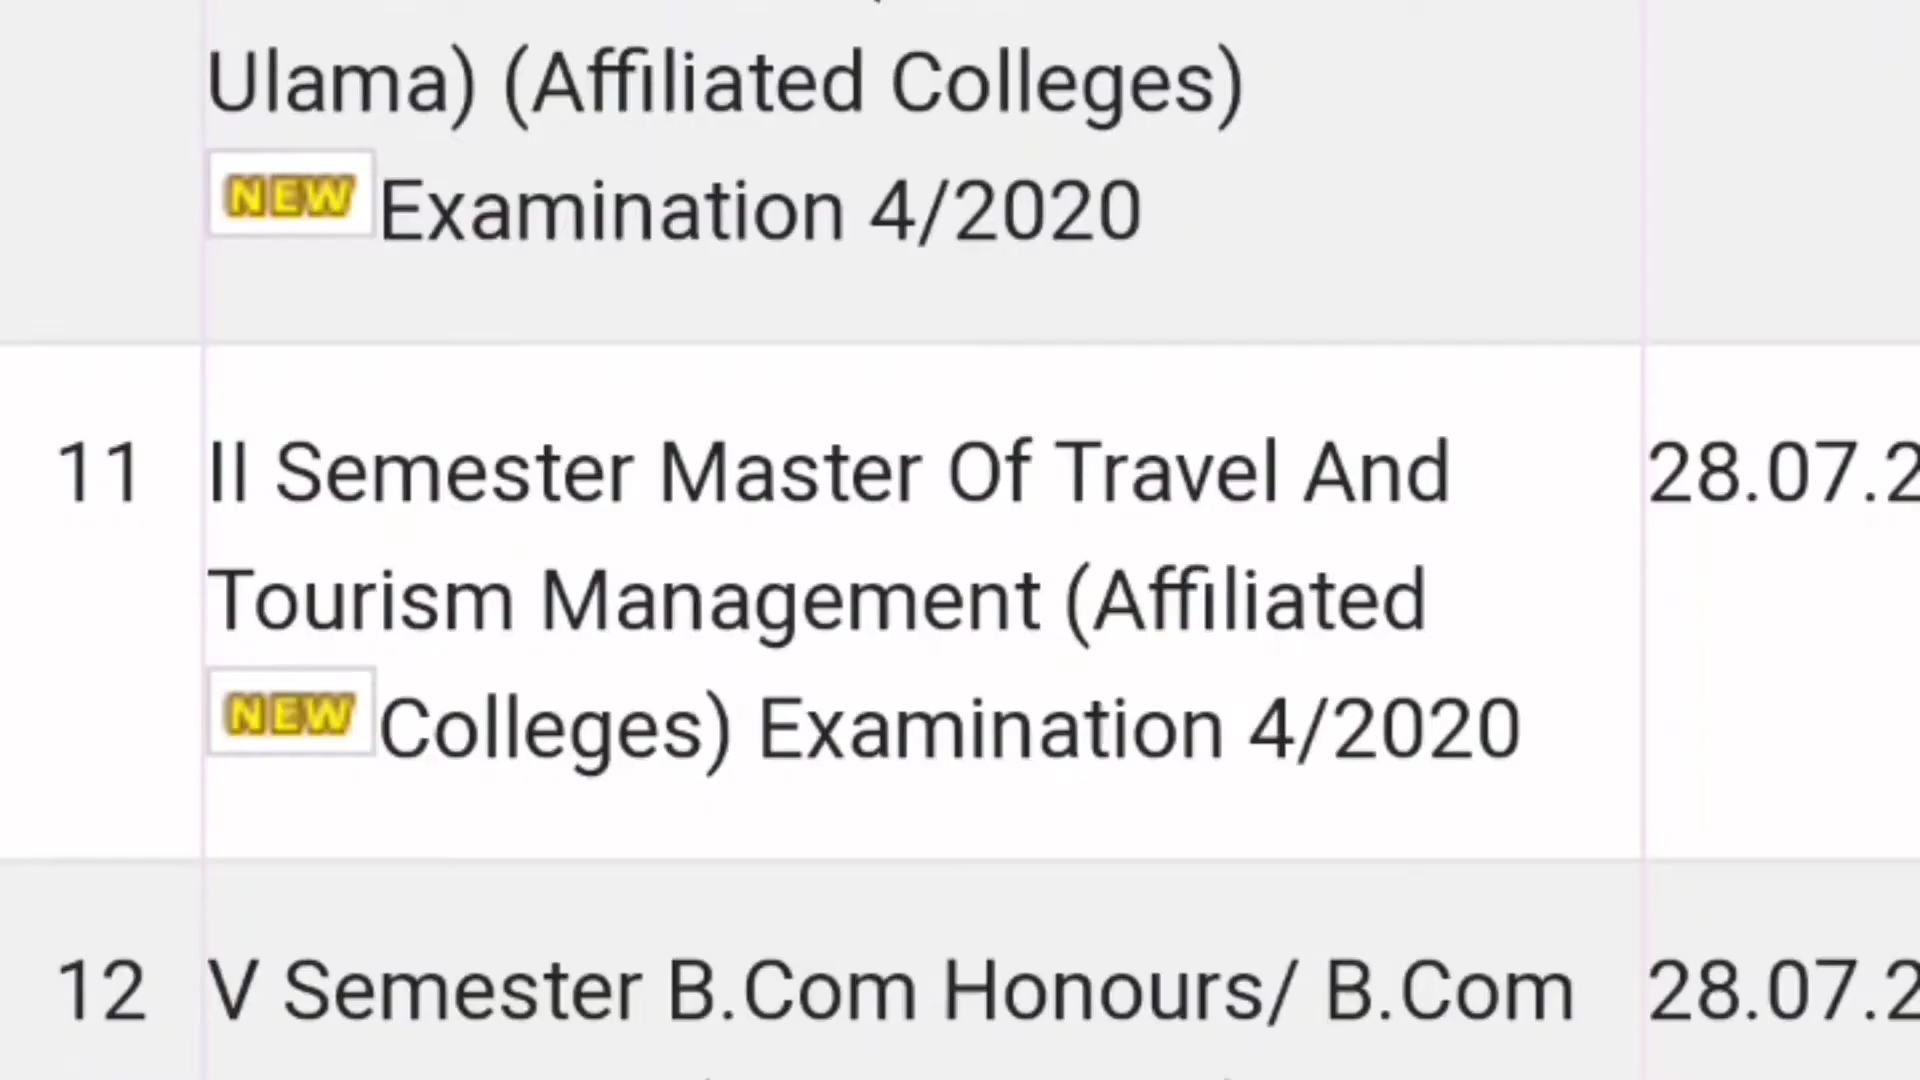 Ulama) (Affiliated Colleges)
NEW Examination 4/2020
11 II Semester Master Of Travel And 28.07.2
Tourism Management (Affiliated
NEW Colleges) Examination 4/2020
12 V Semester B.Com Honours/ B.Com 28.07.2